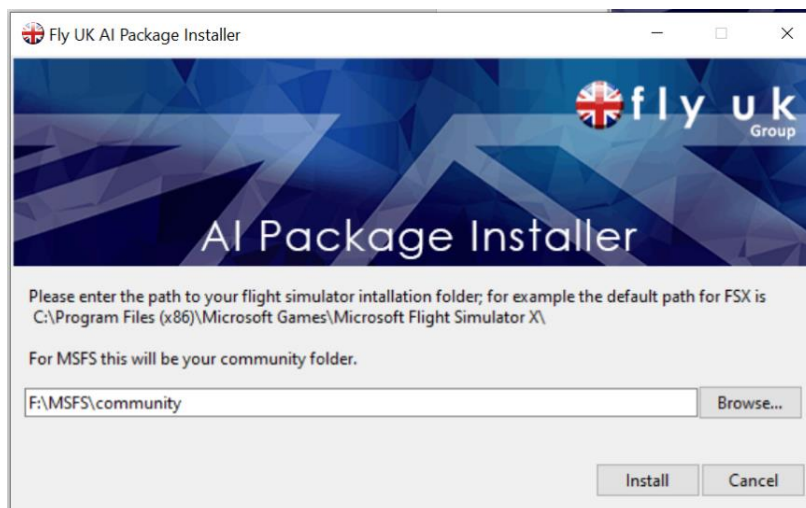 Fly UK AI Package Installer
fly uk
Group
AI Package Installer
Please enter the path to your flight simulator intallation folder; for example the default path for FSX is
C:\Program Files (x86)\Microsoft Games\Microsoft Flight Simulator X\
For MSFS this will be your community folder.
F:\MSFS\community
Browse...
Install
Cancel